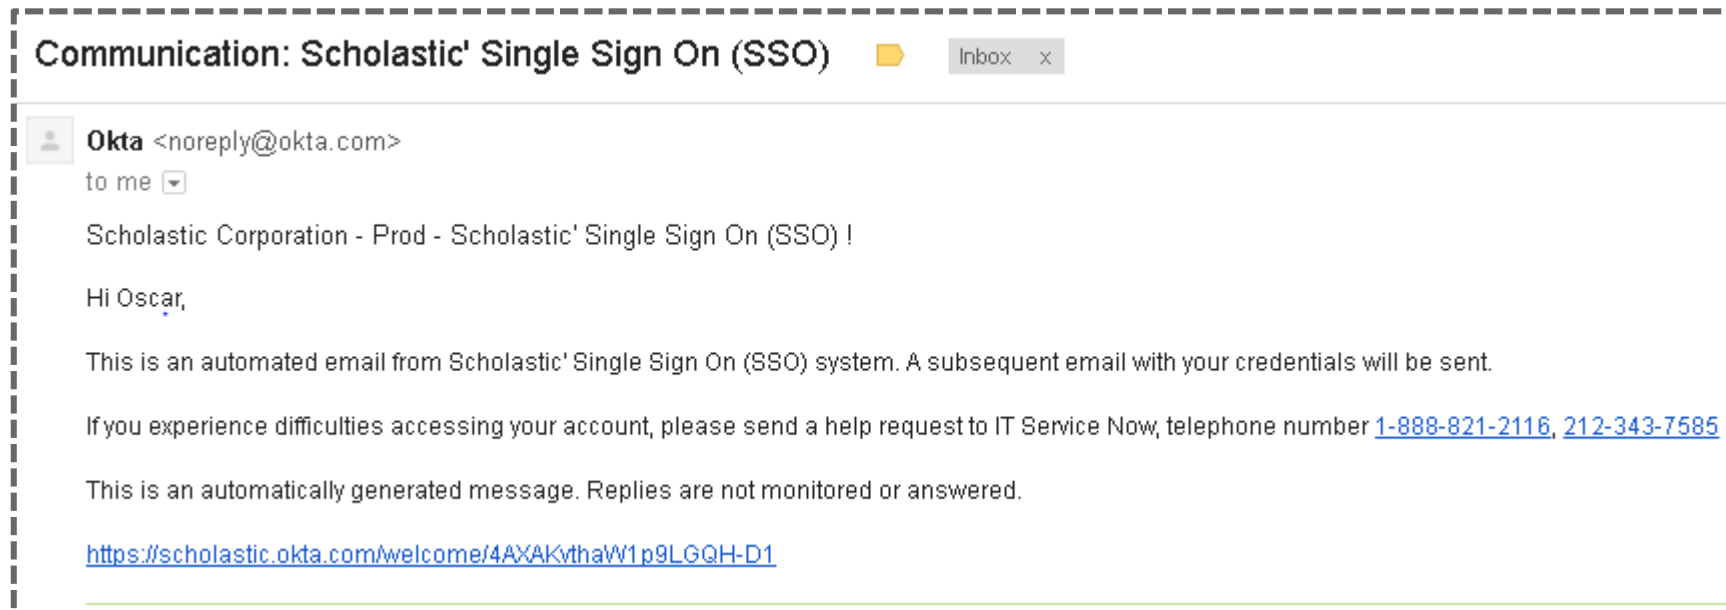 Communication: Scholastic' Single Sign On (SSO) Inbox x
Okta <noreply@okta.com>
to me
Scholastic Corporation - Prod - Scholastic' Single Sign On (SSO) !
Hi Oscar,
This is an automated email from Scholastic' Single Sign On (SSO) system. A subsequent email with your credentials will be sent.
If you experience difficulties accessing your account, please send a help request to IT Service Now, telephone number 1-888-821-2116, 212-343-7585
This is an automatically generated message. Replies are not monitored or answered.
https://scholastic.okta.com/welcome/4AXAKvthaW1p9LGQH-D1